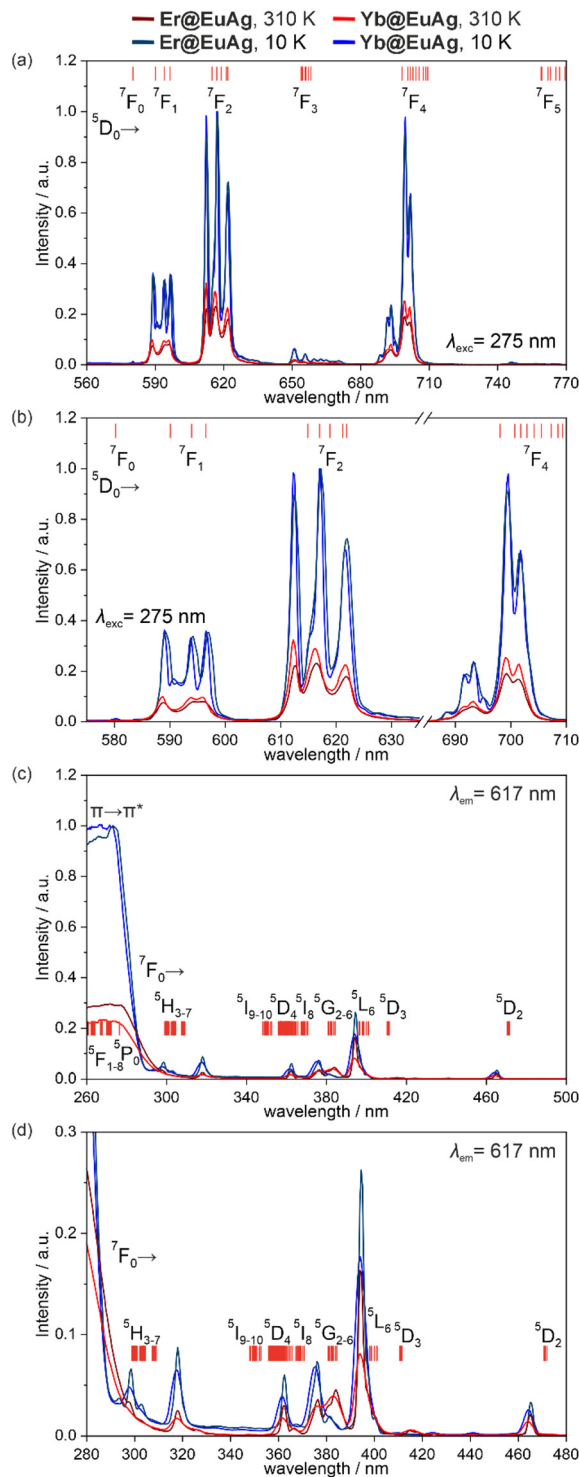 Er@EuAg, 310 K Yb@EuAg, 310 K
Er@EuAg, 10 K Yb@EuAg, 10 K
(a)
⁷F₀ ⁷F₁ ⁷F₂ ⁷F₃ ⁷F₄ ⁷F₅
⁵D₀→
1.2
1.0
0.8
0.6
0.4
0.2
0.0
Intensity / a.u.
λexc = 275 nm
560 590 620 650 680 710 740 770
wavelength / nm
(b)
⁷F₀ ⁷F₁ ⁷F₂ ⁷F₄
⁵D₀→
1.2
1.0
0.8
0.6
0.4
0.2
0.0
Intensity / a.u.
λexc = 275 nm
580 590 600 610 620 630 690 700 710
wavelength / nm
(c)
π→π* λem = 617 nm
1.2
1.0
0.8
0.6
0.4
0.2
0.0
Intensity / a.u.
⁷F₀→
⁵H₃₋₇ ⁵I₉₋₁₀ ⁵D₄ ⁵I₈ ⁵G₂₋₆ ⁵L₆ ⁵D₃ ⁵D₂
⁵F₁₋₈ ⁵P₀
260 300 340 380 420 460 500
wavelength / nm
(d)
λem = 617 nm
0.3
0.2
0.1
0.0
Intensity / a.u.
⁷F₀→
⁵H₃₋₇ ⁵I₉₋₁₀ ⁵D₄ ⁵I₈ ⁵G₂₋₆ ⁵L₆ ⁵D₃ ⁵D₂
280 300 320 340 360 380 400 420 440 460 480
wavelength / nm